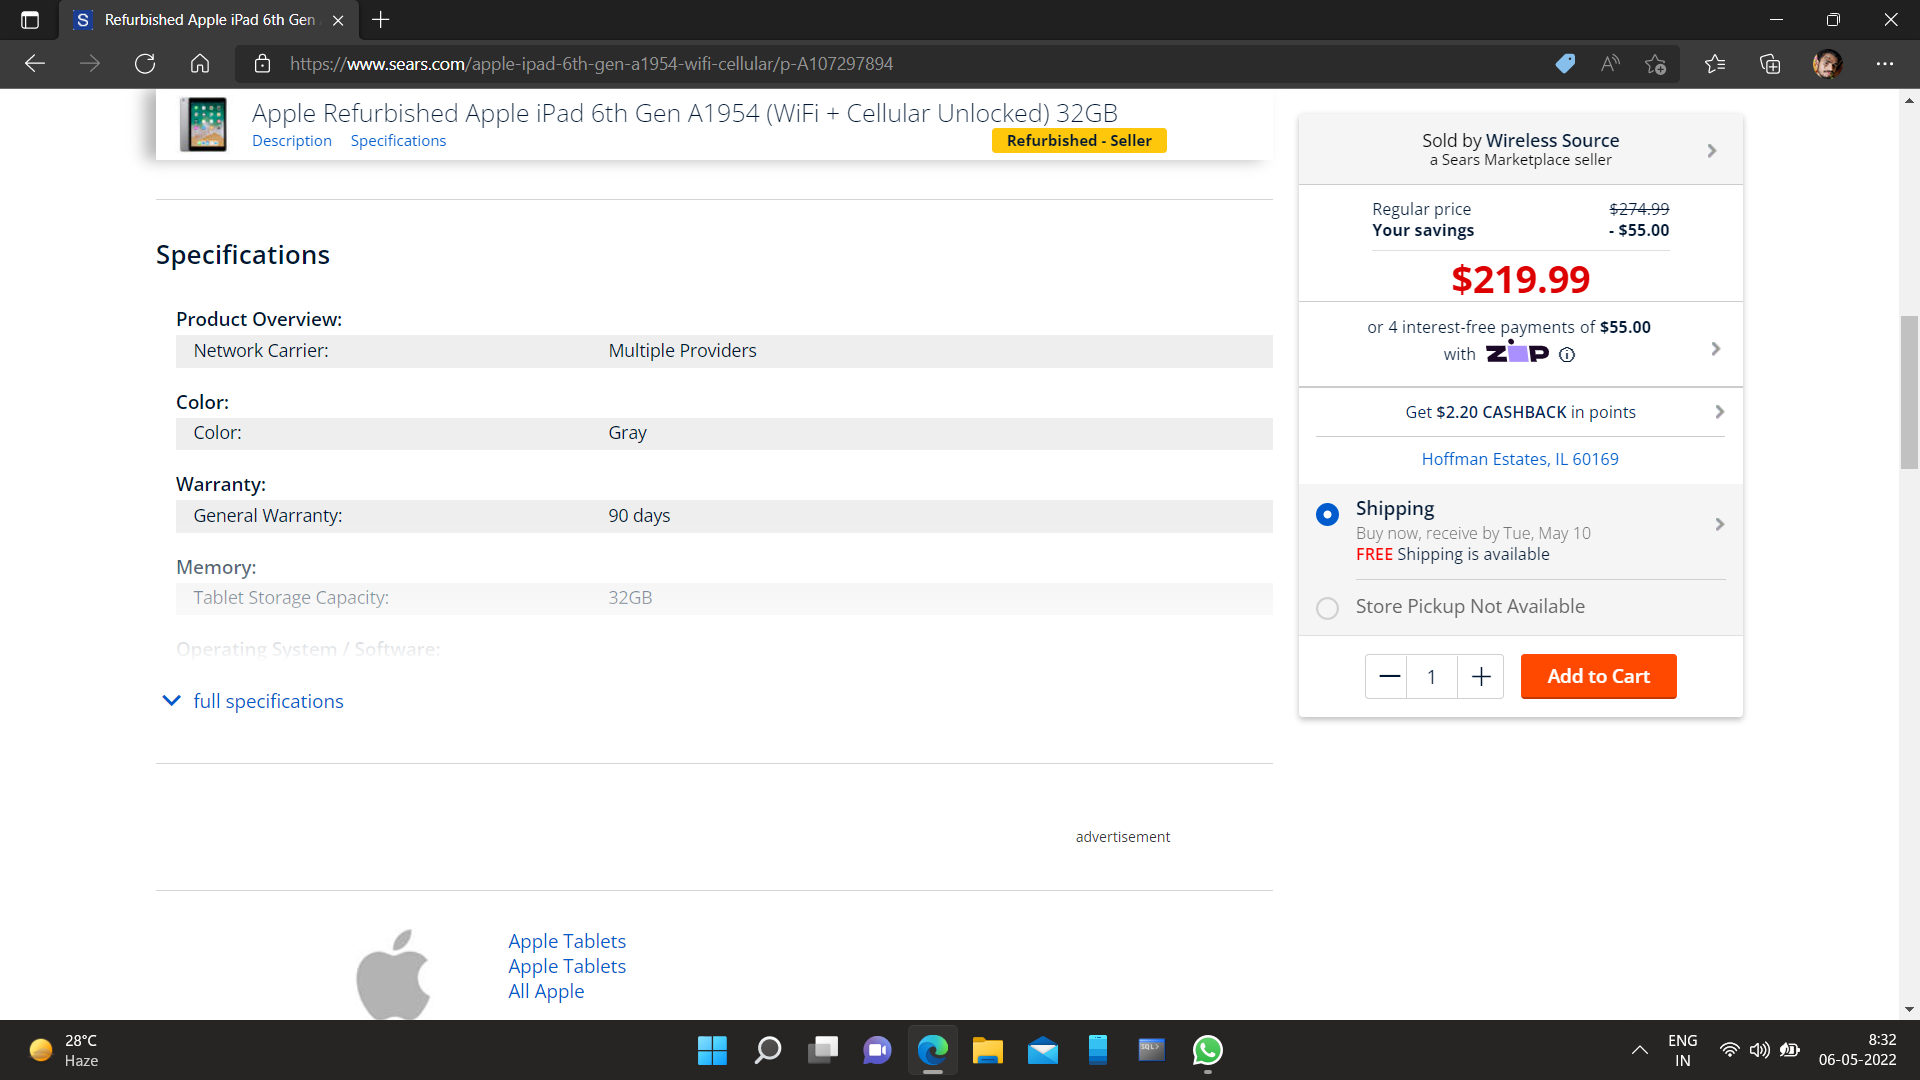 Refurbished Apple iPad 6th Gen
https://www.sears.com/apple-ipad-6th-gen-a1954-wifi-cellular/p-A107297894
Apple Refurbished Apple iPad 6th Gen A1954 (WiFi + Cellular Unlocked) 32GB
Description Specifications
Refurbished - Seller
Specifications
Product Overview:
Network Carrier: Multiple Providers
Color:
Color: Gray
Warranty:
General Warranty: 90 days
Memory:
Tablet Storage Capacity: 32GB
Operating System / Software:
full specifications
advertisement
Apple Tablets
Apple Tablets
All Apple
Sold by Wireless Source
a Sears Marketplace seller
Regular price $274.99
Your savings - $55.00
$219.99
or 4 interest-free payments of $55.00
with ZIP
Get $2.20 CASHBACK in points
Hoffman Estates, IL 60169
Shipping
Buy now, receive by Tue, May 10
FREE Shipping is available
Store Pickup Not Available
1
Add to Cart
28°C
Haze
SQL>
ENG
IN
8:32
06-05-2022